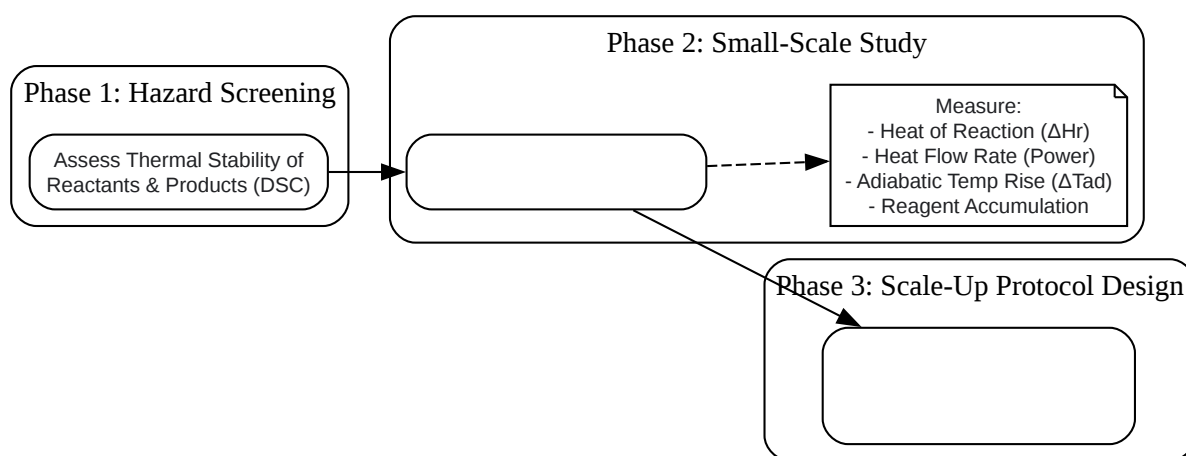 Phase 1: Hazard Screening
Assess Thermal Stability of
Reactants & Products (DSC)
Phase 2: Small-Scale Study
Measure:
- Heat of Reaction (ΔHr)
- Heat Flow Rate (Power)
- Adiabatic Temp Rise (ΔTad)
- Reagent Accumulation
Phase 3: Scale-Up Protocol Design